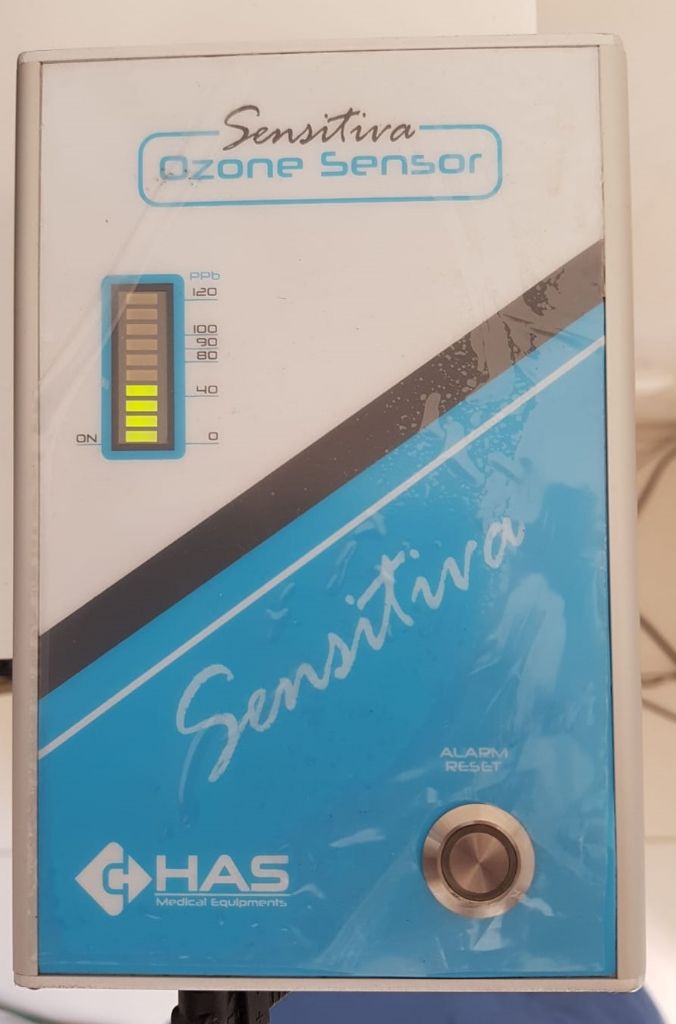 Sensitiva
Ozone Sensor
PPb
120
100
90
80
40
ON
0
Sensitiva
ALARM
RESET
HAS
Medical Equipments